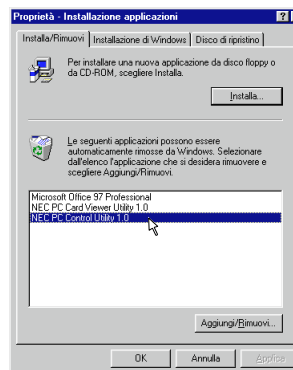 Proprietà - Installazione applicazioni
Installa/Rimuovi
Installazione di Windows
Disco di ripristino
Per installare una nuova applicazione da disco floppy o
da CD-ROM, scegliere Installa.
Installa...
Le seguenti applicazioni possono essere
automaticamente rimosse da Windows. Selezionare
dall'elenco l'applicazione che si desidera rimuovere e
scegliere Aggiungi/Rimuovi.
Microsoft Office 97 Professional
NEC PC Card Viewer Utility 1.0
NEC PC Control Utility 1.0
Aggiungi/Rimuovi...
OK
Annulla
Applica